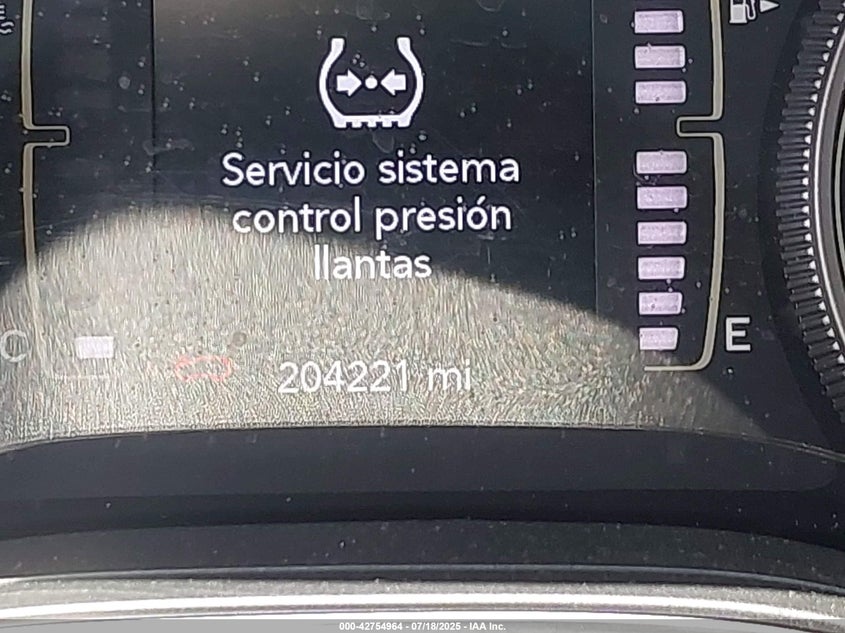 Servicio sistema
control presión
llantas
C
E
204221 mi
000-42754964 - 07/18/2025 - IAA Inc.